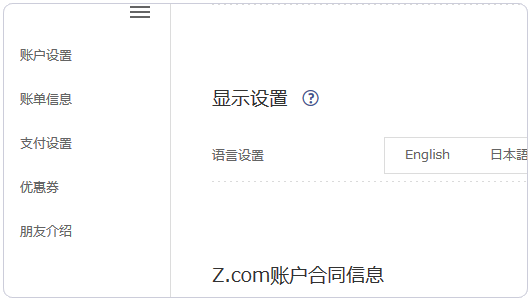 账户设置
账单信息
支付设置
优惠券
朋友介绍
显示设置 ?
语言设置
English 日本語
Z.com账户合同信息